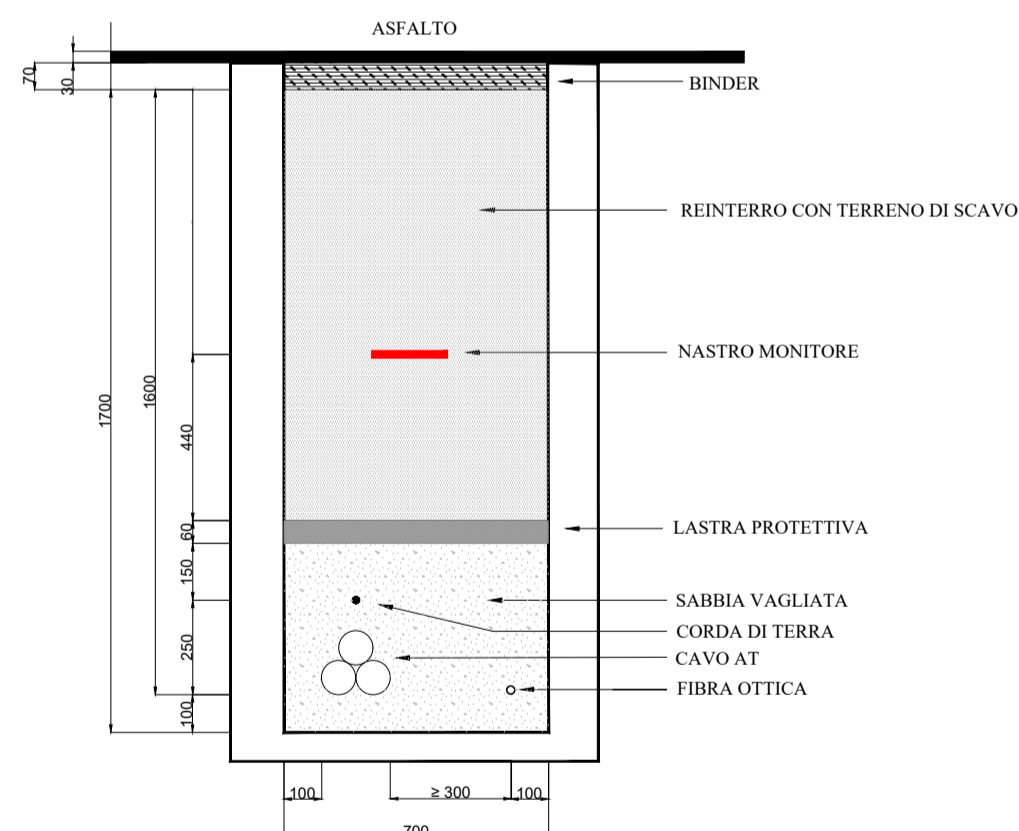 ASFALTO
70
30
BINDER
REINTERRO CON TERRENO DI SCAVO
NASTRO MONITORE
1700
1600
440
60
LASTRA PROTETTIVA
150
SABBIA VAGLIATA
CORDA DI TERRA
250
CAVO AT
FIBRA OTTICA
100
100
≥ 300
100
700